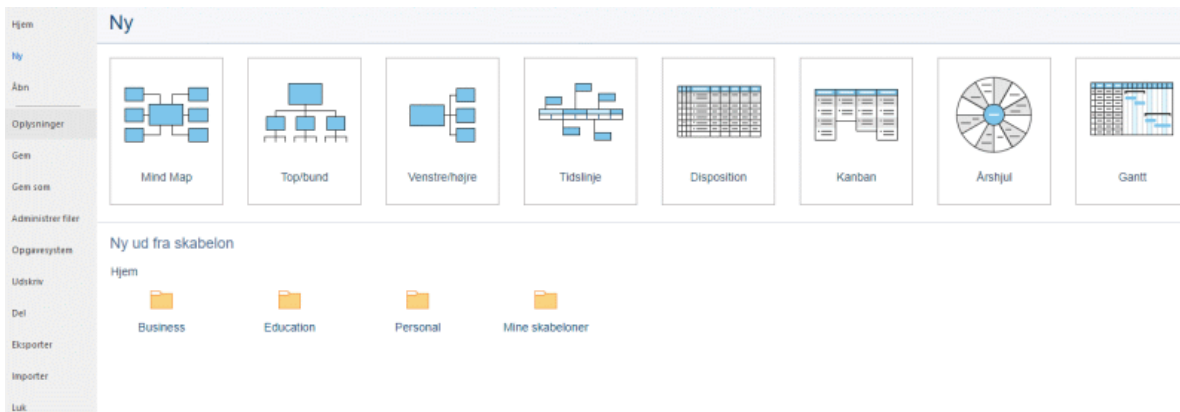 Hjem
Ny
Åbn
Oplysninger
Gem
Gem som
Administrer filer
Opgavesystem
Udskriv
Del
Eksporter
Importer
Luk
Ny
Mind Map
Top/bund
Venstre/højre
Tidslinje
Disposition
Kanban
Årshjul
Gantt
Ny ud fra skabelon
Hjem
Business
Education
Personal
Mine skabeloner